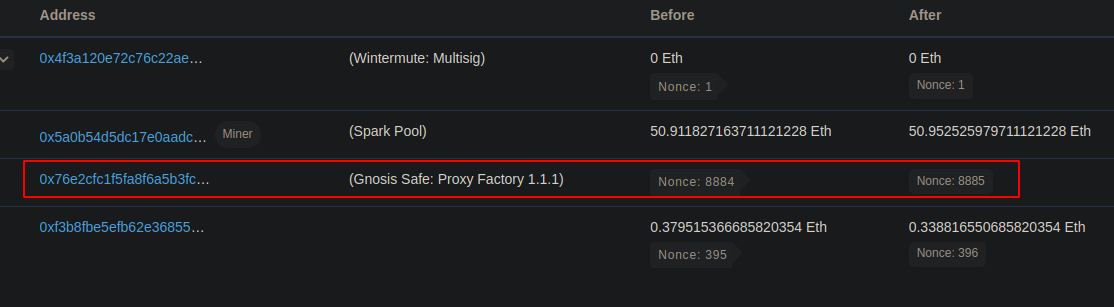 Address Before After
0x4f3a120e72c76c22ae… (Wintermute: Multisig) 0 Eth 0 Eth
Nonce: 1 Nonce: 1
0x5a0b54d5dc17e0aadc… Miner (Spark Pool) 50.911827163711121228 Eth 50.952525979711121228 Eth
0x76e2cfc1f5fa8f6a5b3fc… (Gnosis Safe: Proxy Factory 1.1.1) Nonce: 8884 Nonce: 8885
0xf3b8fbe5efb62e36855… 0.379515366685820354 Eth 0.338816550685820354 Eth
Nonce: 395 Nonce: 396